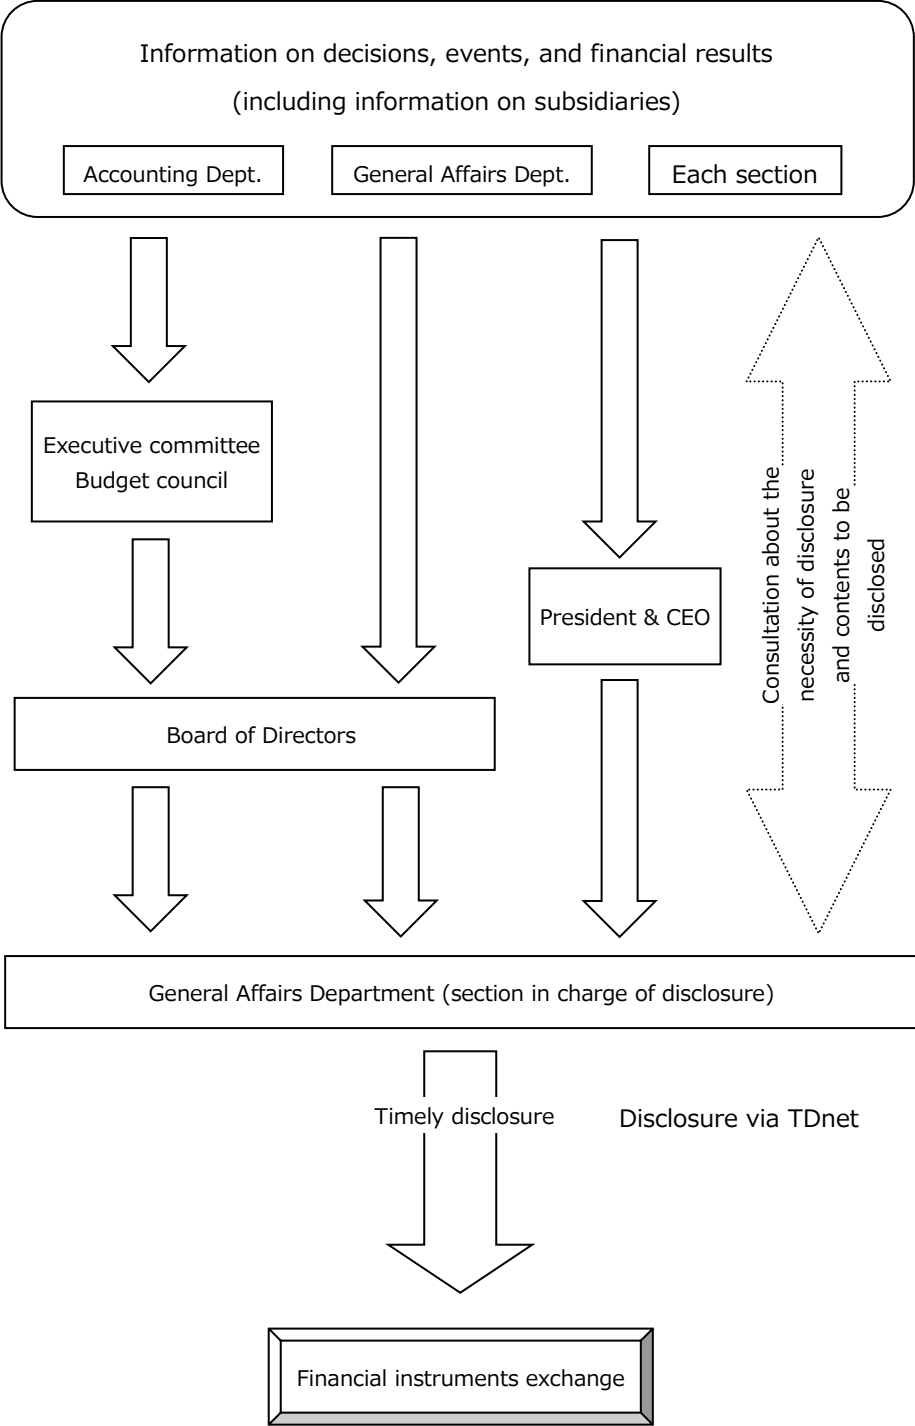 Information on decisions, events, and financial results
(including information on subsidiaries)
Accounting Dept.
General Affairs Dept.
Each section
Executive committee
Budget council
Consultation about the
necessity of disclosure
and contents to be
disclosed
President & CEO
Board of Directors
General Affairs Department (section in charge of disclosure)
Timely disclosure
Disclosure via TDnet
Financial instruments exchange